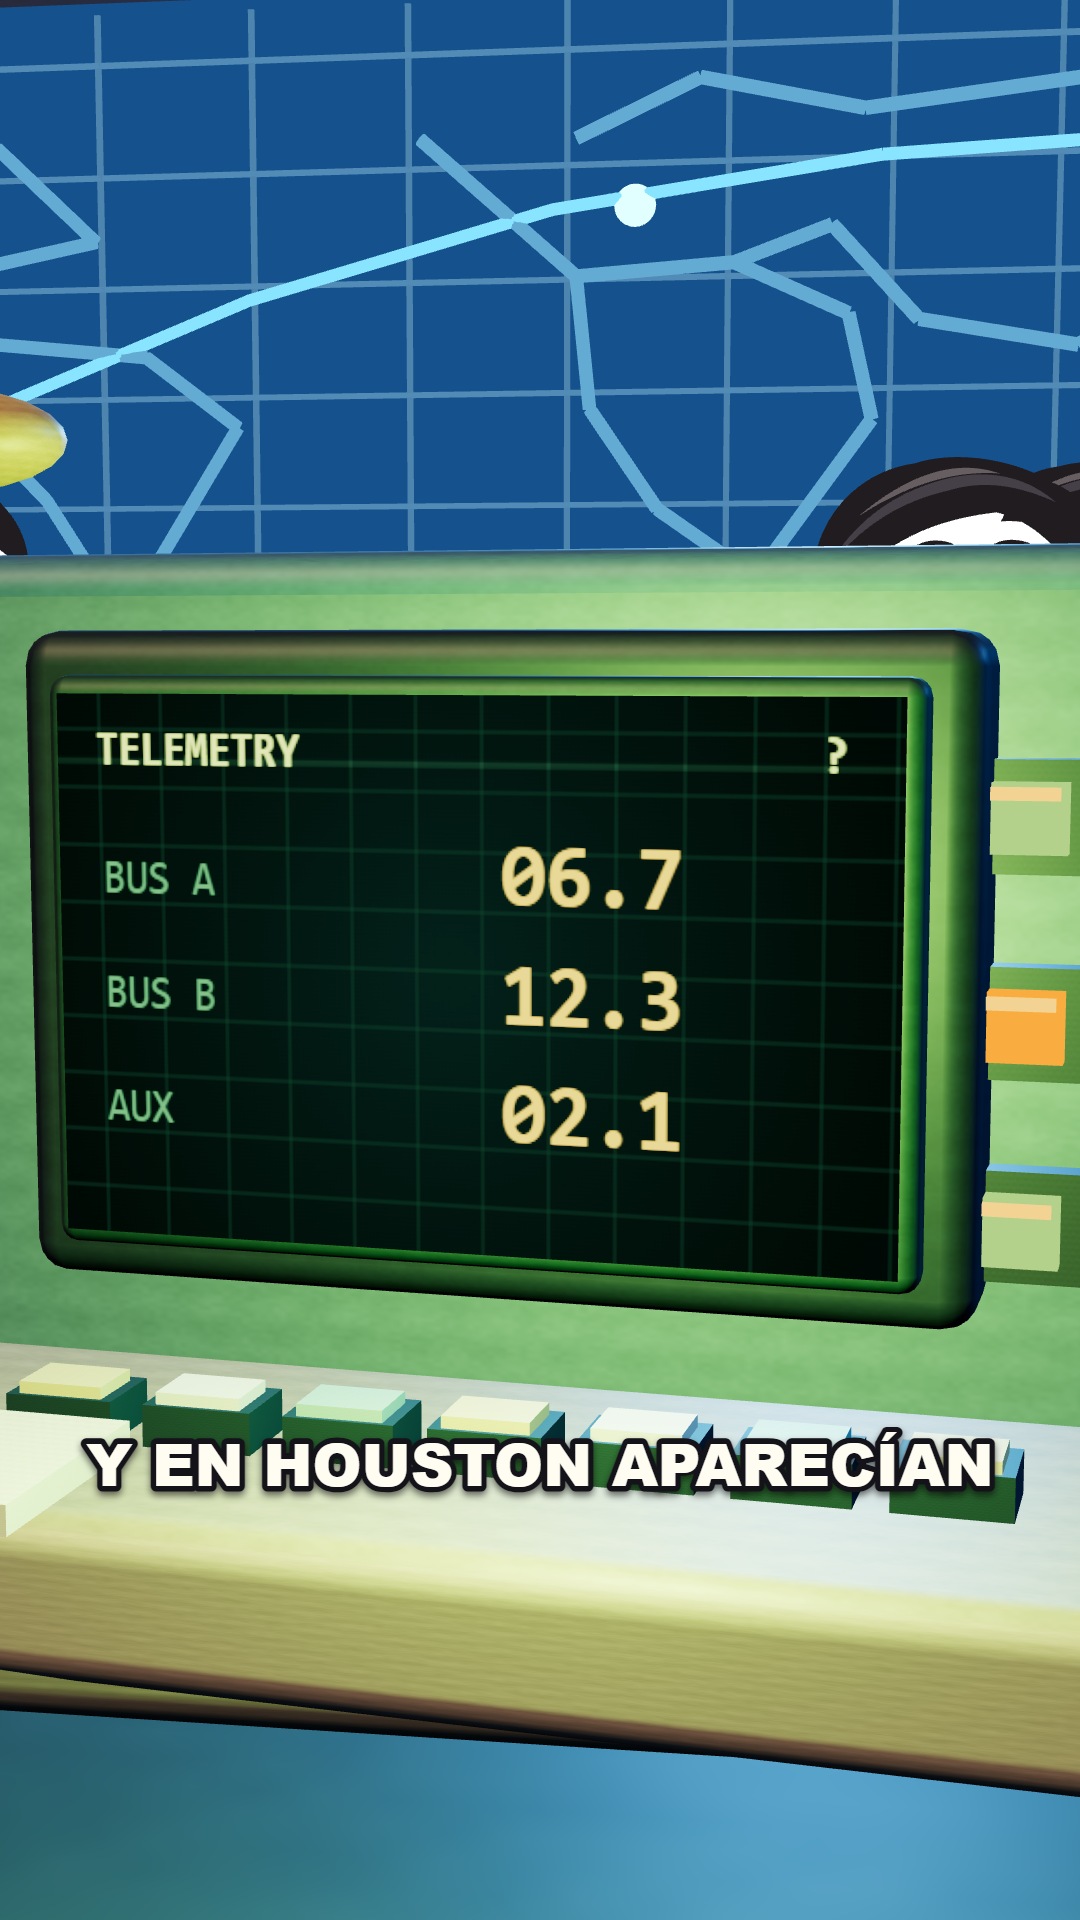 TELEMETRY ?
BUS A 06.7
BUS B 12.3
AUX 02.1
Y EN HOUSTON APARECÍAN